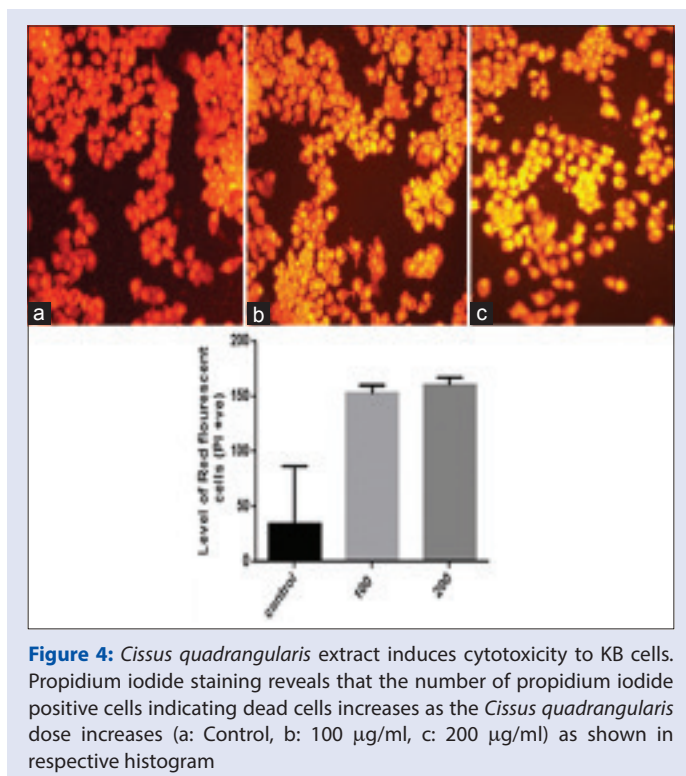 a
b
c
200
150
100
50
0
Level of Red flourescent
cells (PI +ve)
control
100
200
Figure 4: Cissus quadrangularis extract induces cytotoxicity to KB cells.
Propidium iodide staining reveals that the number of propidium iodide
positive cells indicating dead cells increases as the Cissus quadrangularis
dose increases (a: Control, b: 100 μg/ml, c: 200 μg/ml) as shown in
respective histogram